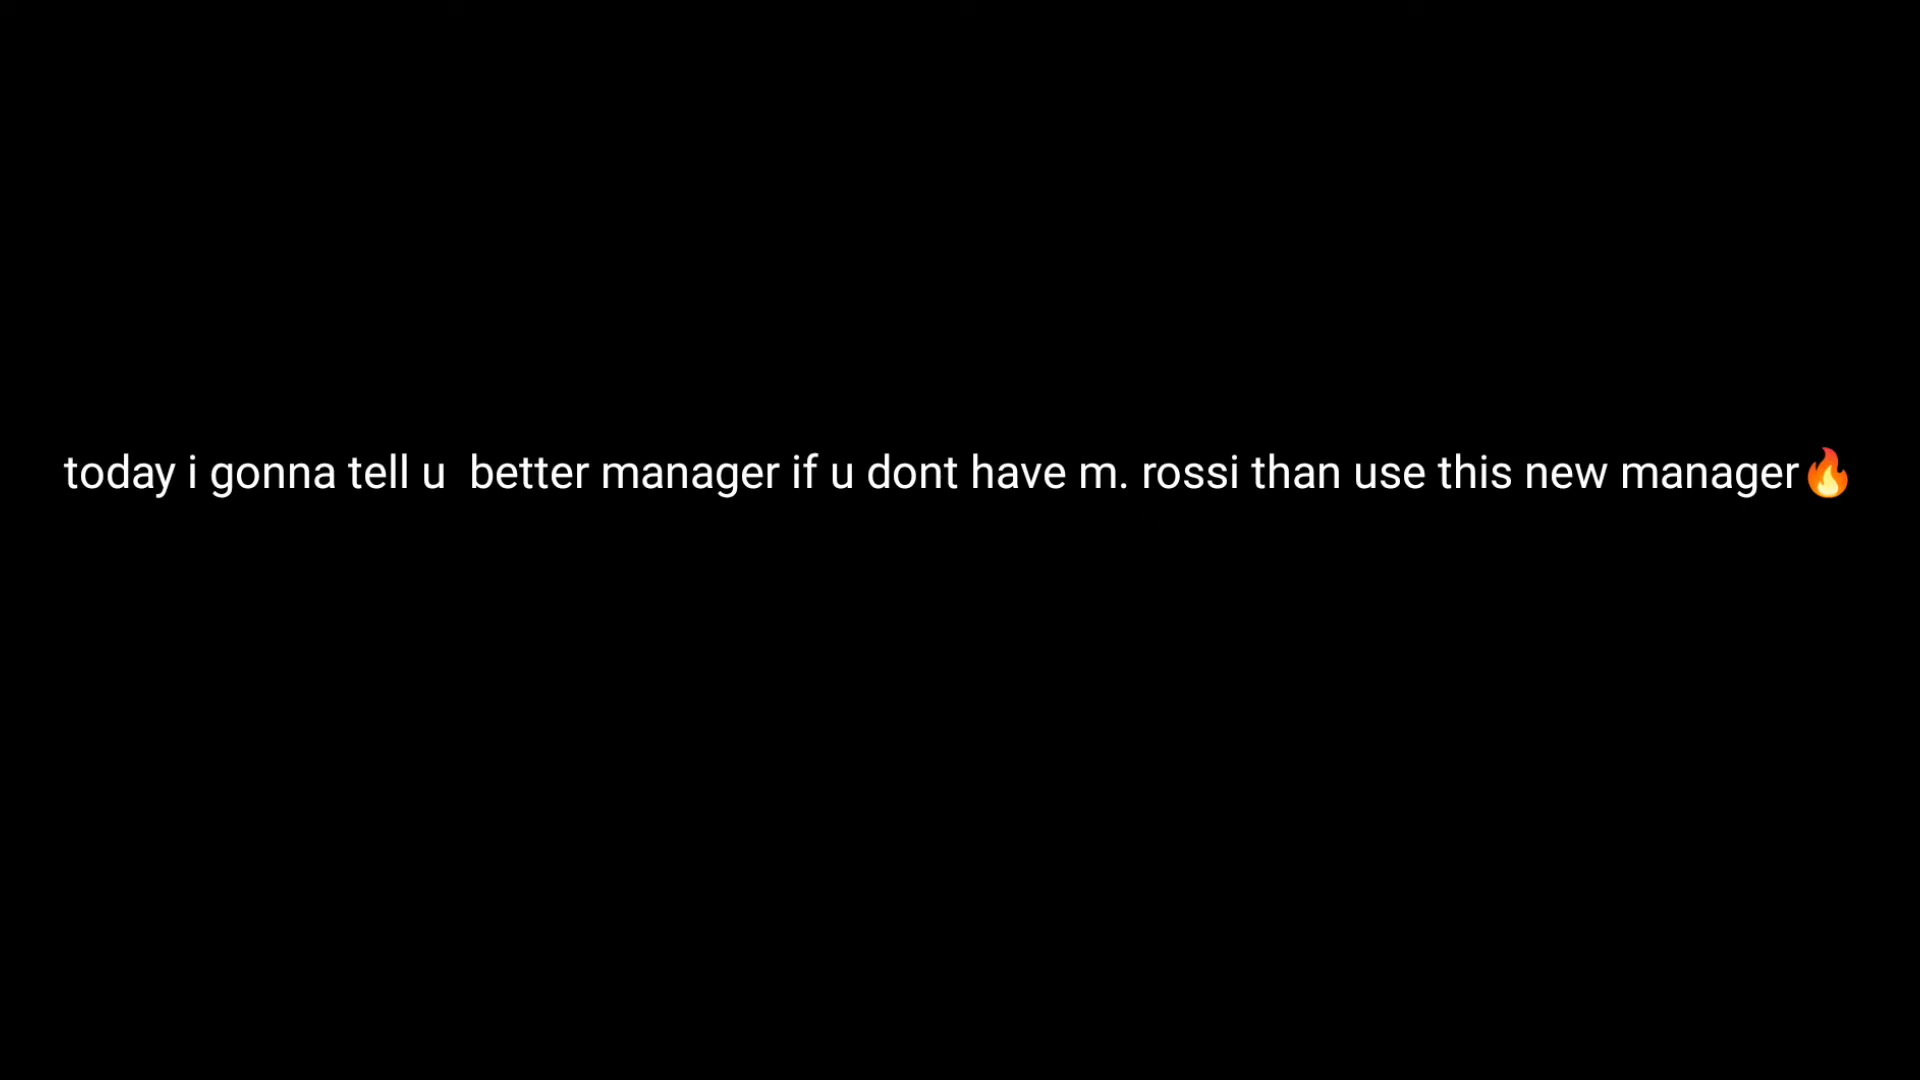 today i gonna tell u  better manager if u dont have m. rossi than use this new manager🔥